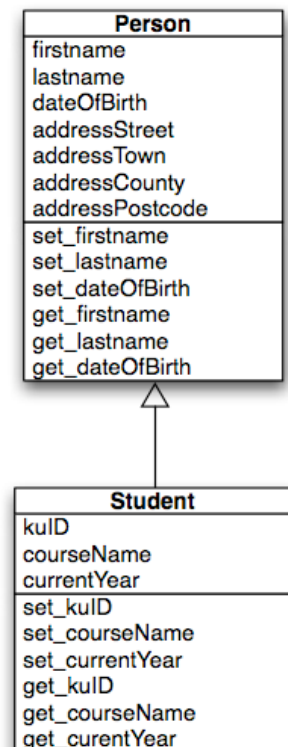 Person
firstname
lastname
dateOfBirth
addressStreet
addressTown
addressCounty
addressPostcode
set_firstname
set_lastname
set_dateOfBirth
get_firstname
get_lastname
get_dateOfBirth
Student
kuID
courseName
currentYear
set_kuID
set_courseName
set_currentYear
get_kuID
get_courseName
get_curentYear